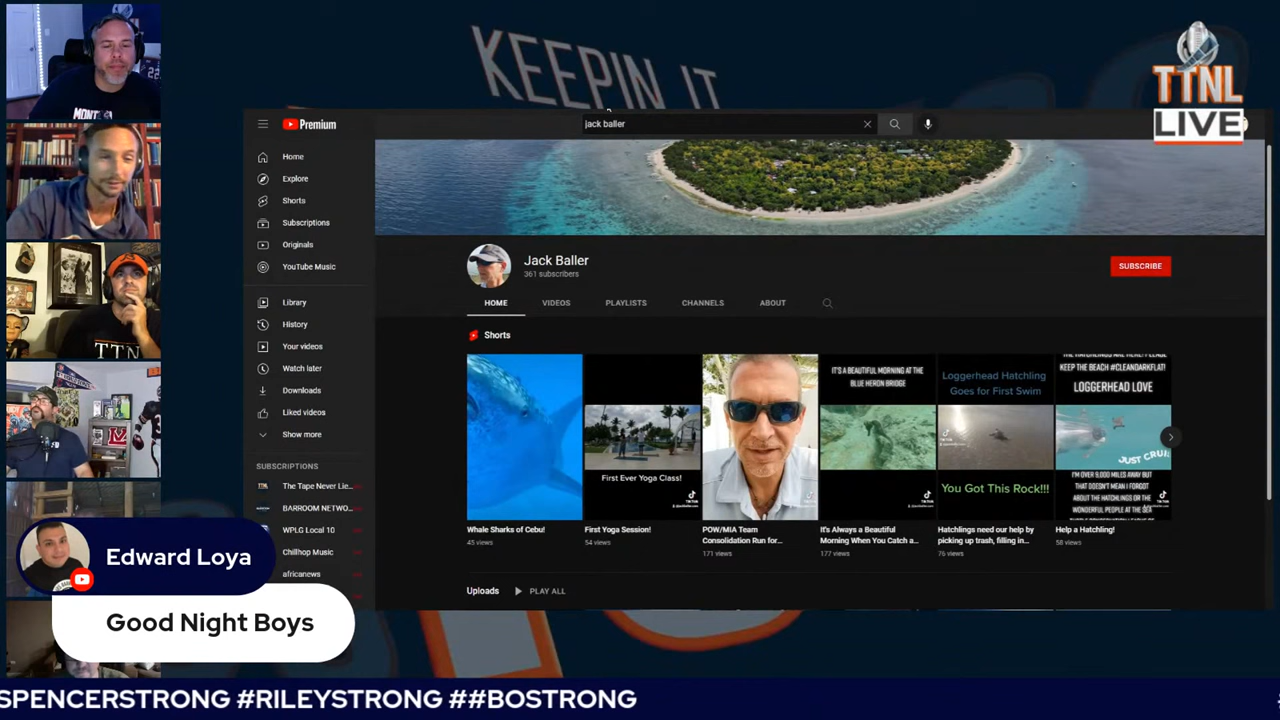 KEEPIN IT
TTNL
LIVE
Premium
jack baller
Home
Explore
Shorts
Subscriptions
Originals
YouTube Music
Library
History
Your videos
Watch later
Downloads
Liked videos
Show more
SUBSCRIPTIONS
The Tape Never Lie...
BARROOM NETWO...
WPLG Local 10
Chillhop Music
africanews
Jack Baller
361 subscribers
SUBSCRIBE
HOME
VIDEOS
PLAYLISTS
CHANNELS
ABOUT
Shorts
First Ever Yoga Class!
IT'S A BEAUTIFUL MORNING AT THE
BLUE HERON BRIDGE
Loggerhead Hatchling
Goes for First Swim
You Got This Rock!!!
KEEP THE BEACH #CLEANDARKFLAT!
LOGGERHEAD LOVE
JUST CRUI
I'M OVER 9,000 MILES AWAY BUT
THAT DOESN'T MEAN I FORGOT
ABOUT THE HATCHLINGS OR THE
WONDERFUL PEOPLE AT THE
Whale Sharks of Cebu!
45 views
First Yoga Session!
54 views
POW/MIA Team
Consolidation Run for...
171 views
It's Always a Beautiful
Morning When You Catch a...
177 views
Hatchlings need our help by
picking up trash, filling in...
76 views
Help a Hatchling!
58 views
Uploads
PLAY ALL
TTN
Edward Loya
Good Night Boys
SPENCERSTRONG #RILEYSTRONG ##BOSTRONG